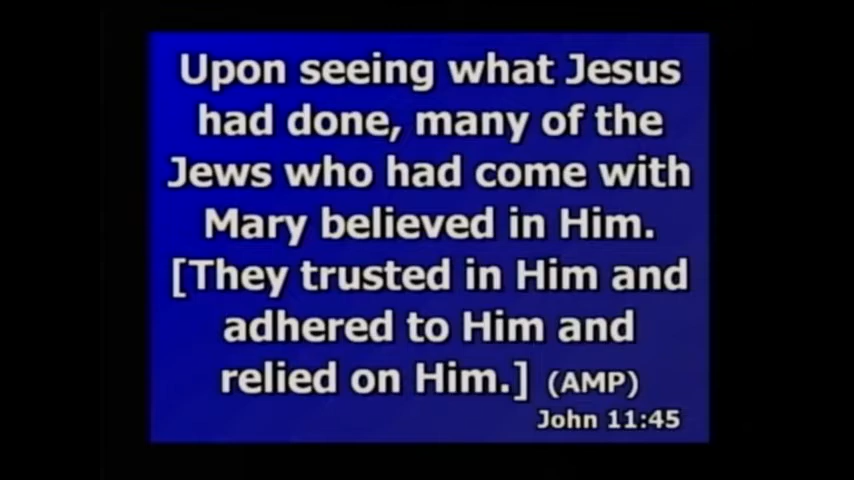 Upon seeing what Jesus
had done, many of the
Jews who had come with
Mary believed in Him.
[They trusted in Him and
adhered to Him and
relied on Him.] (AMP)
John 11:45